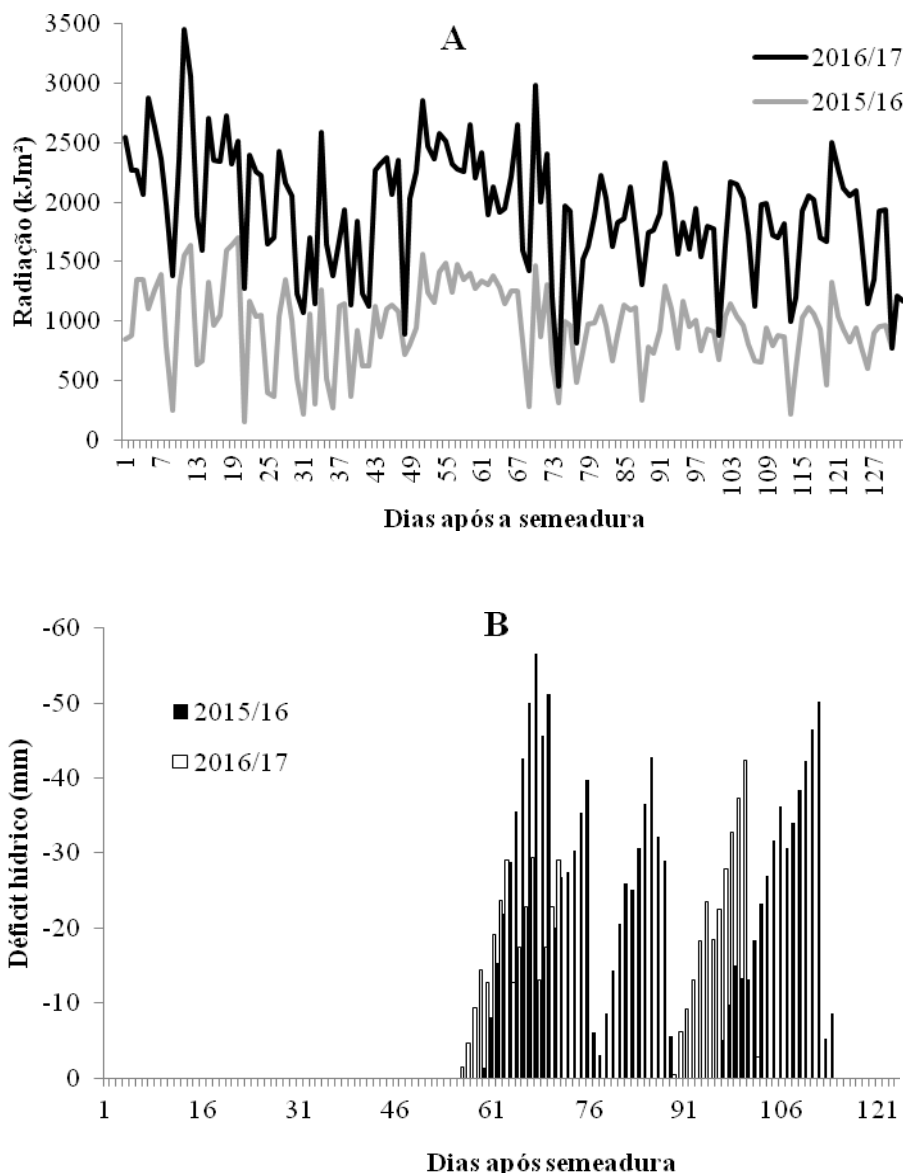 A
3500
3000
2500
2000
1500
1000
500
0
Radiação (kJm²)
2016/17
2015/16
1 7 13 19 25 31 37 43 49 55 61 67 73 79 85 91 97 103 109 115 121 127
Dias após a semeadura
B
-60
-50
-40
-30
-20
-10
0
Déficit hídrico (mm)
2015/16
2016/17
1 16 31 46 61 76 91 106 121
Dias após semeadura